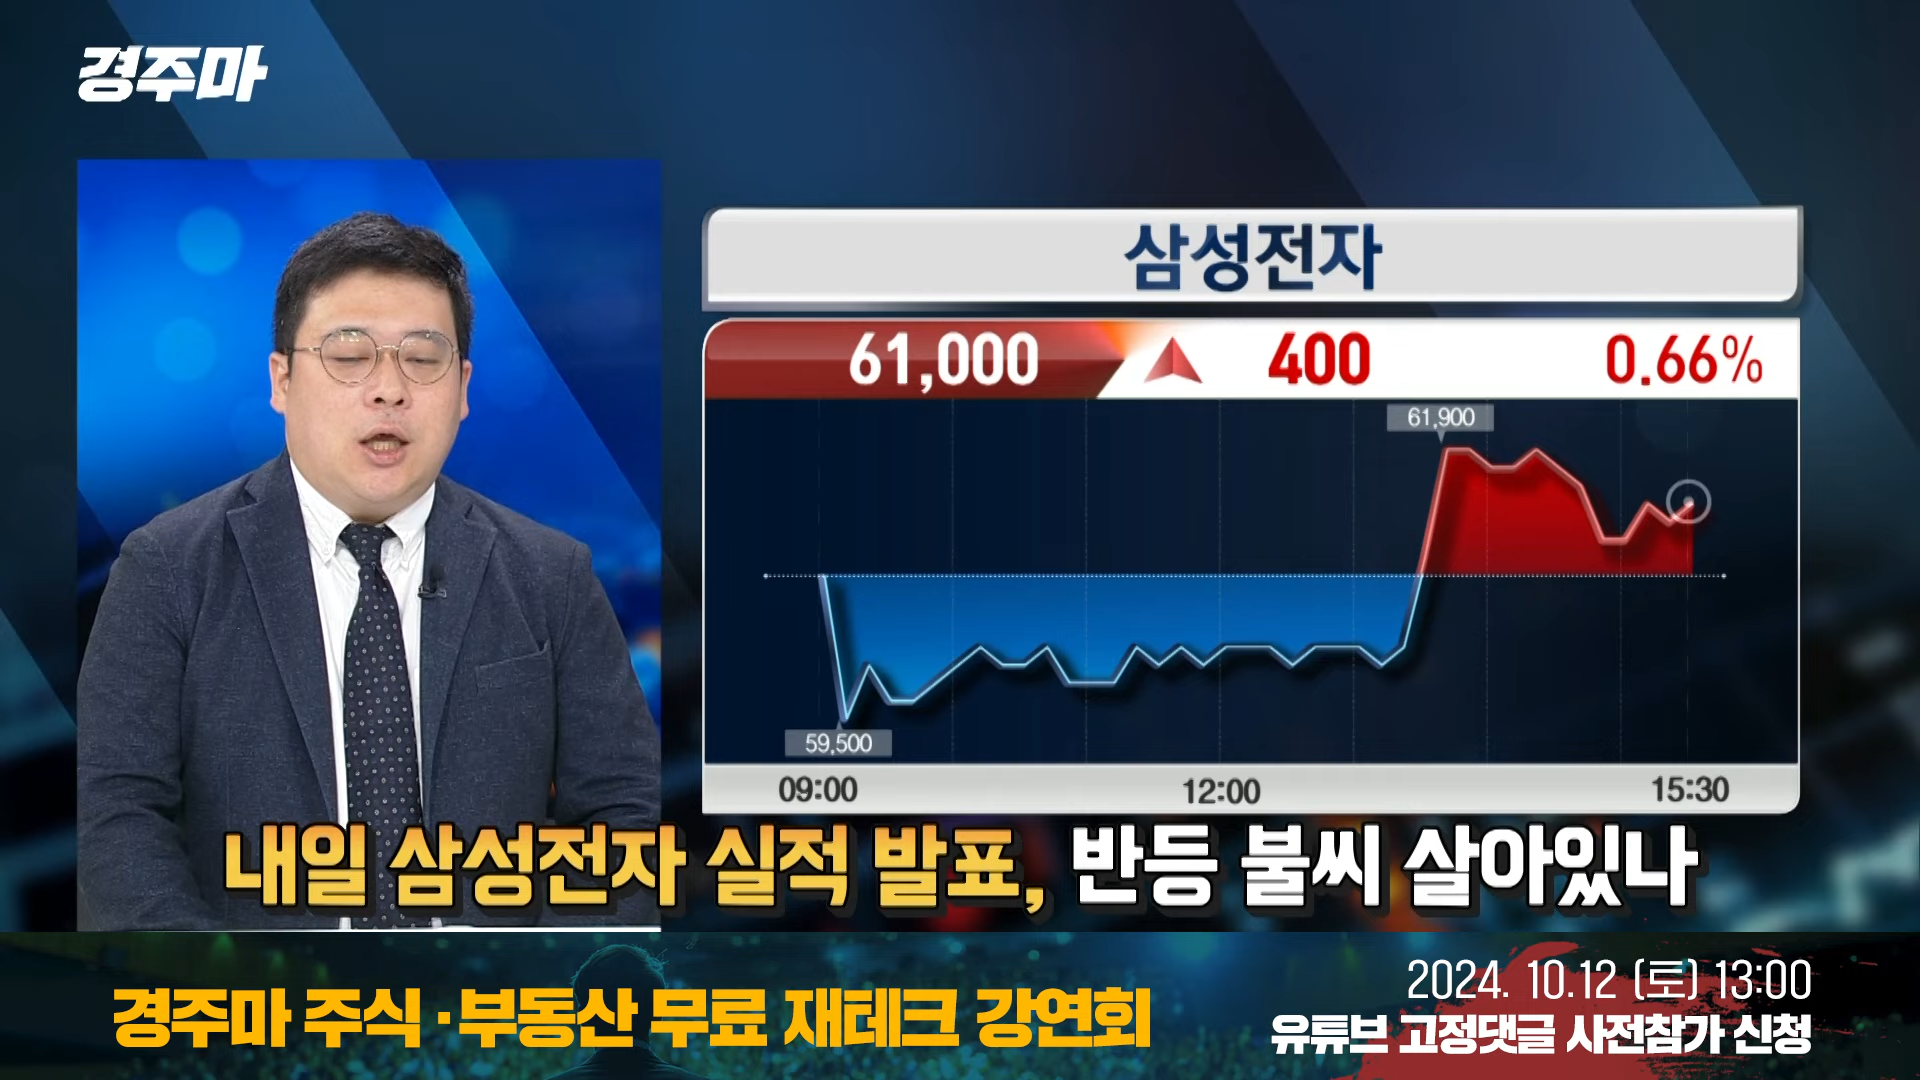 경주마
삼성전자
61,000 400 0.66%
61,900
59,500
09:00 12:00 15:30
내일 삼성전자 실적 발표, 반등 불씨 살아있나
경주마 주식·부동산 무료 재테크 강연회
2024. 10.12 (토) 13:00
유튜브 고정댓글 사전참가 신청